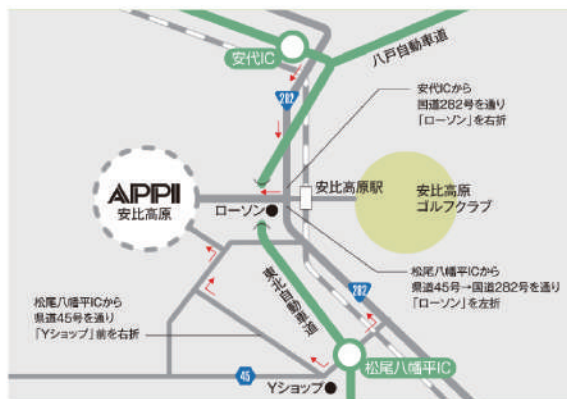 安代IC
八戸自動車道
282
安代ICから
国道282号を通り
「ローソン」を右折
APPI
安比高原
ローソン
安比高原駅
安比高原
ゴルフクラブ
松尾八幡平ICから
県道45号→国道282号を通り
「ローソン」を左折
東北自動車道
282
松尾八幡平ICから
県道45号を通り
「Yショップ」前を右折
45
Yショップ
松尾八幡平IC